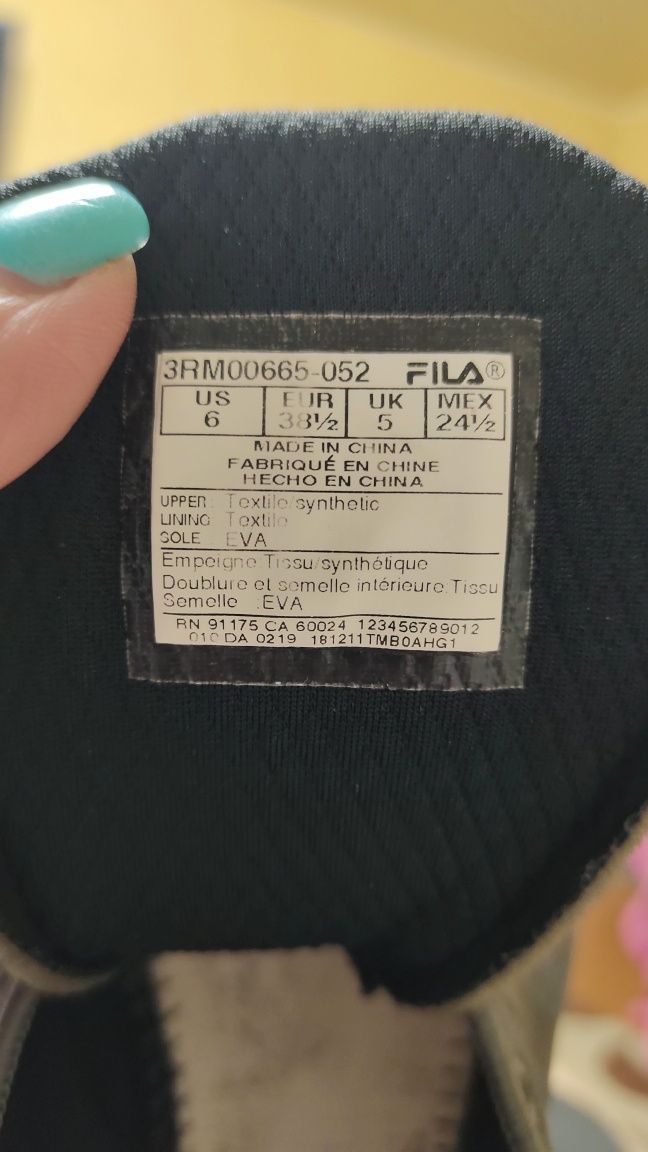 3RM00665-052 FILA®
US EUR UK MEX
6 38½ 5 24½
MADE IN CHINA
FABRIQUÉ EN CHINE
HECHO EN CHINA
UPPER: Textile/synthetic
LINING Textile
SOLE : EVA
Empeigne:Tissu/synthétique
Doublure et semelle intérieure:Tissu
Semelle :EVA
RN 91175 CA 60024 123456789012
010 DA 0219 181211TMB0AHG1